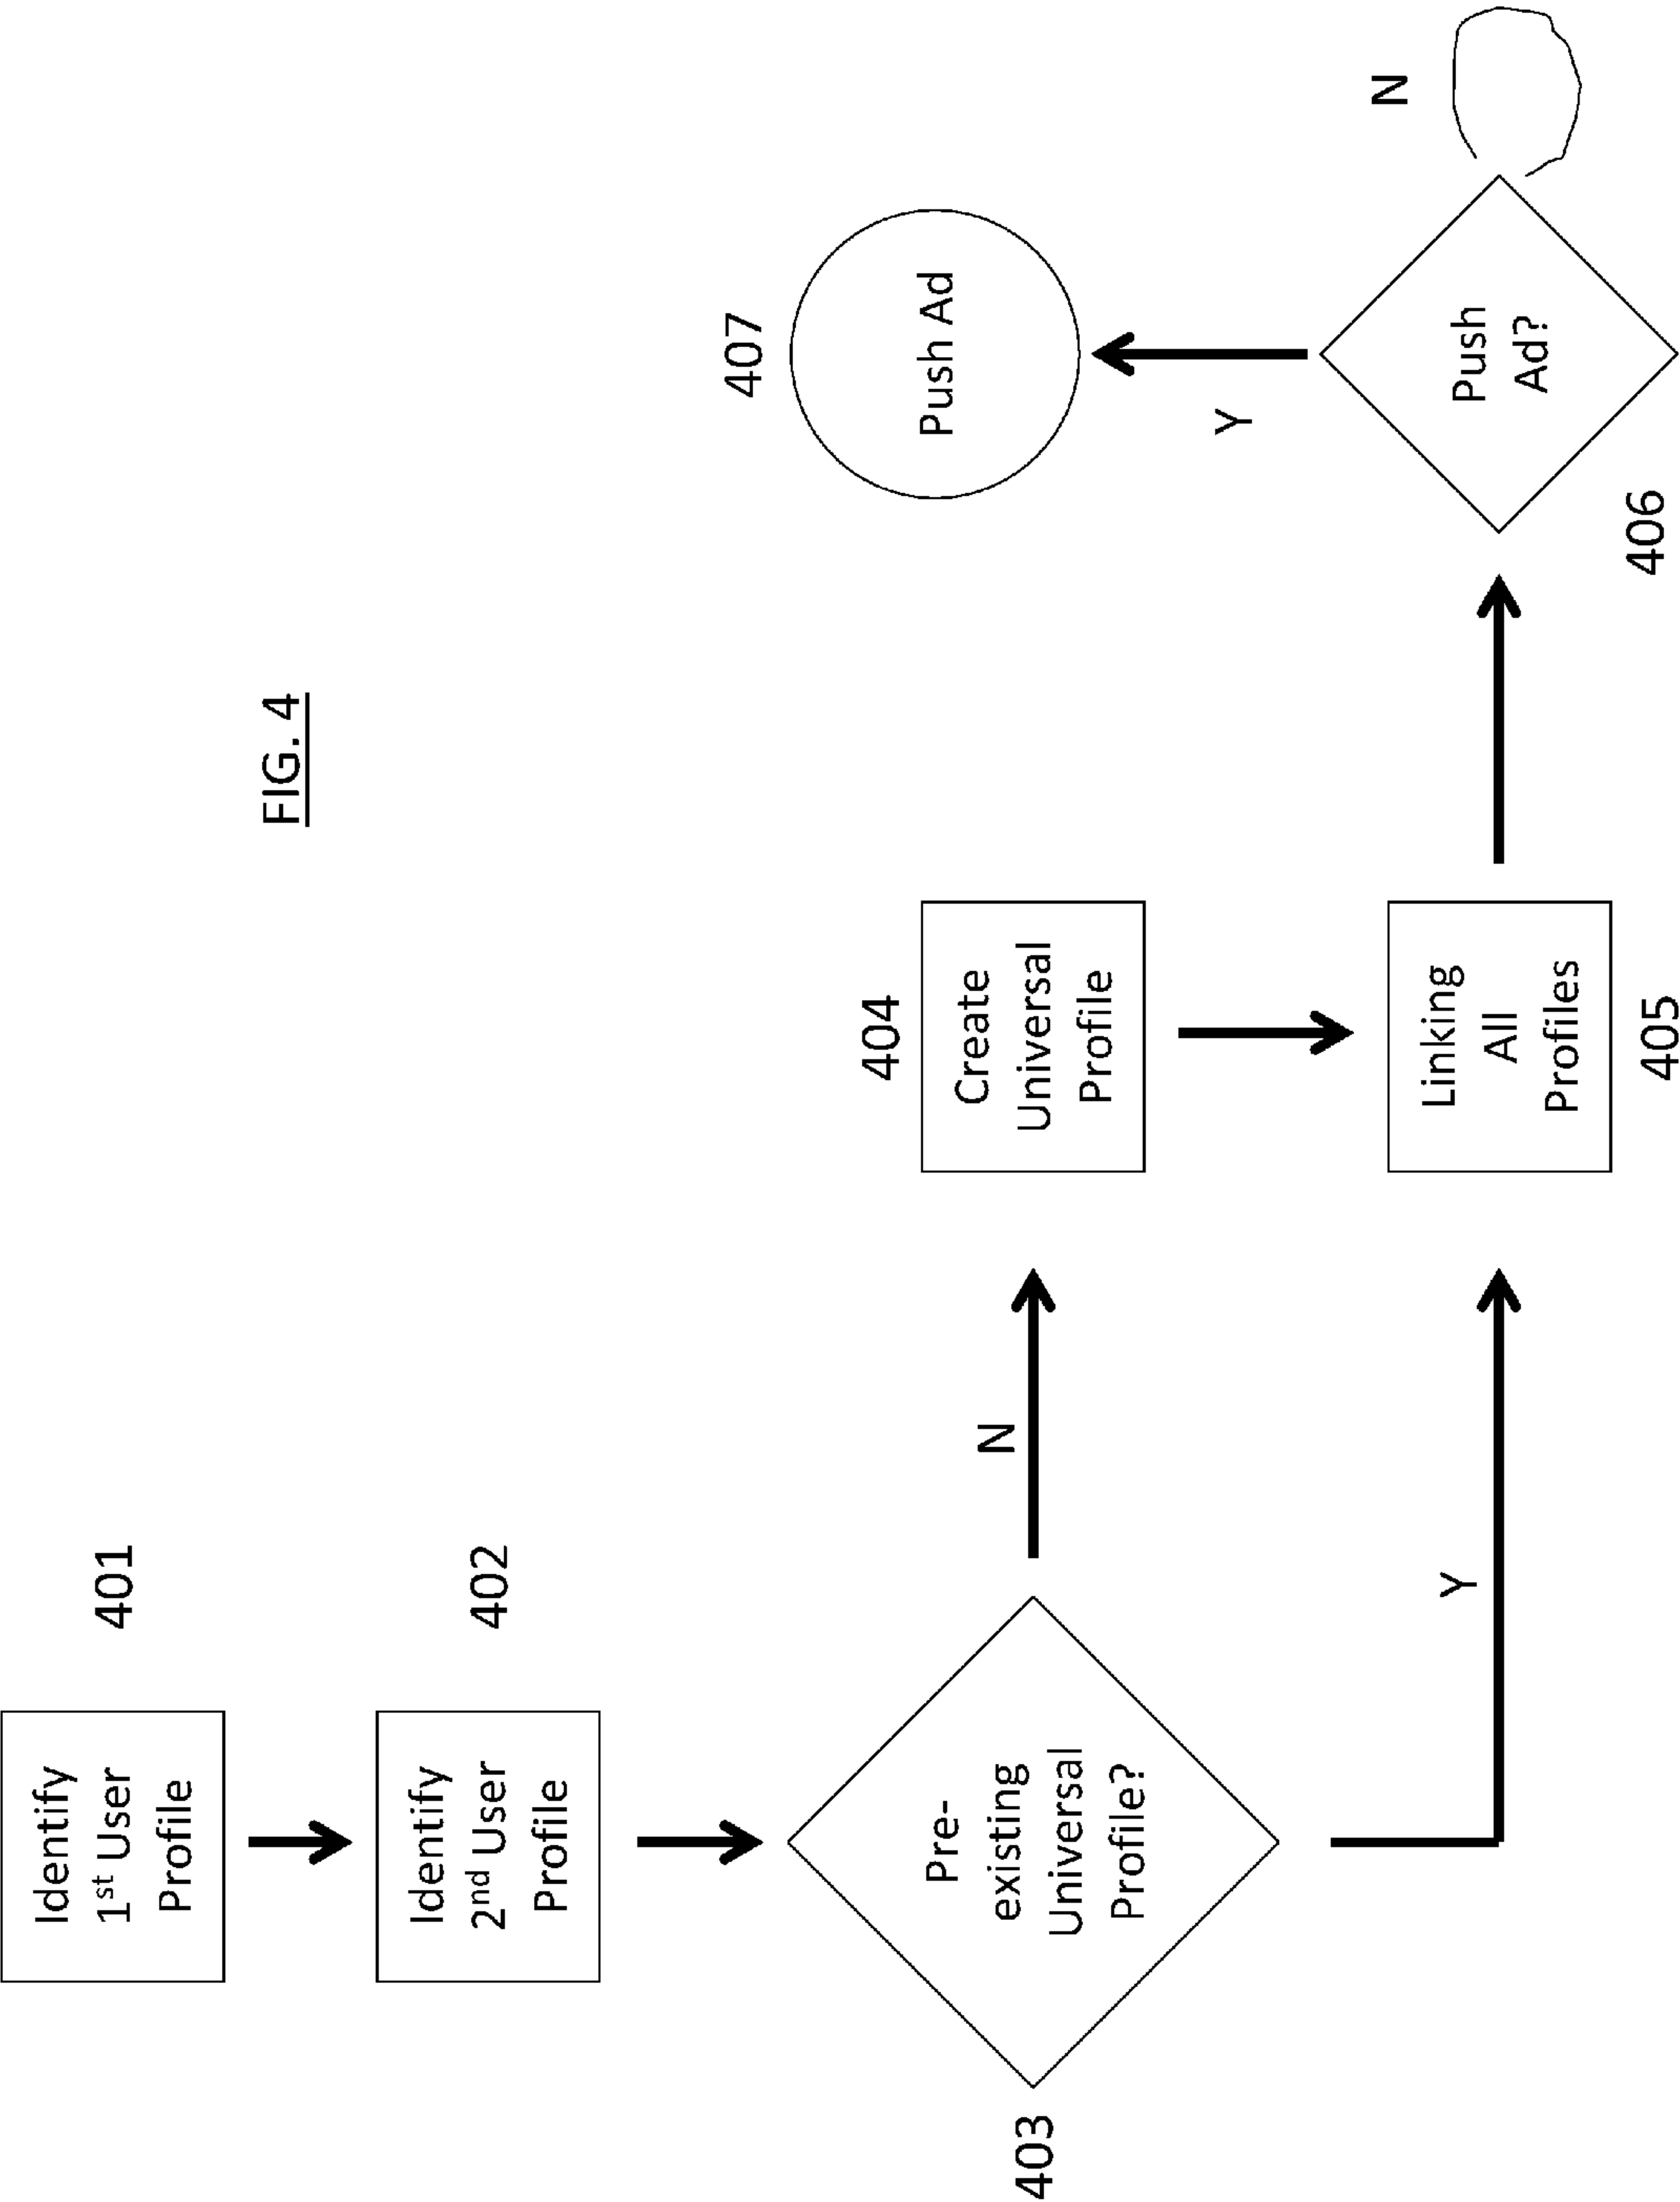 FIG. 4
Identify
1st User
Profile
401
Identify
2nd User
Profile
402
Pre-
existing
Universal
Profile?
403
N
Y
404
Create
Universal
Profile
Linking
All
Profiles
405
Push
Ad?
406
N
Y
407
Push Ad